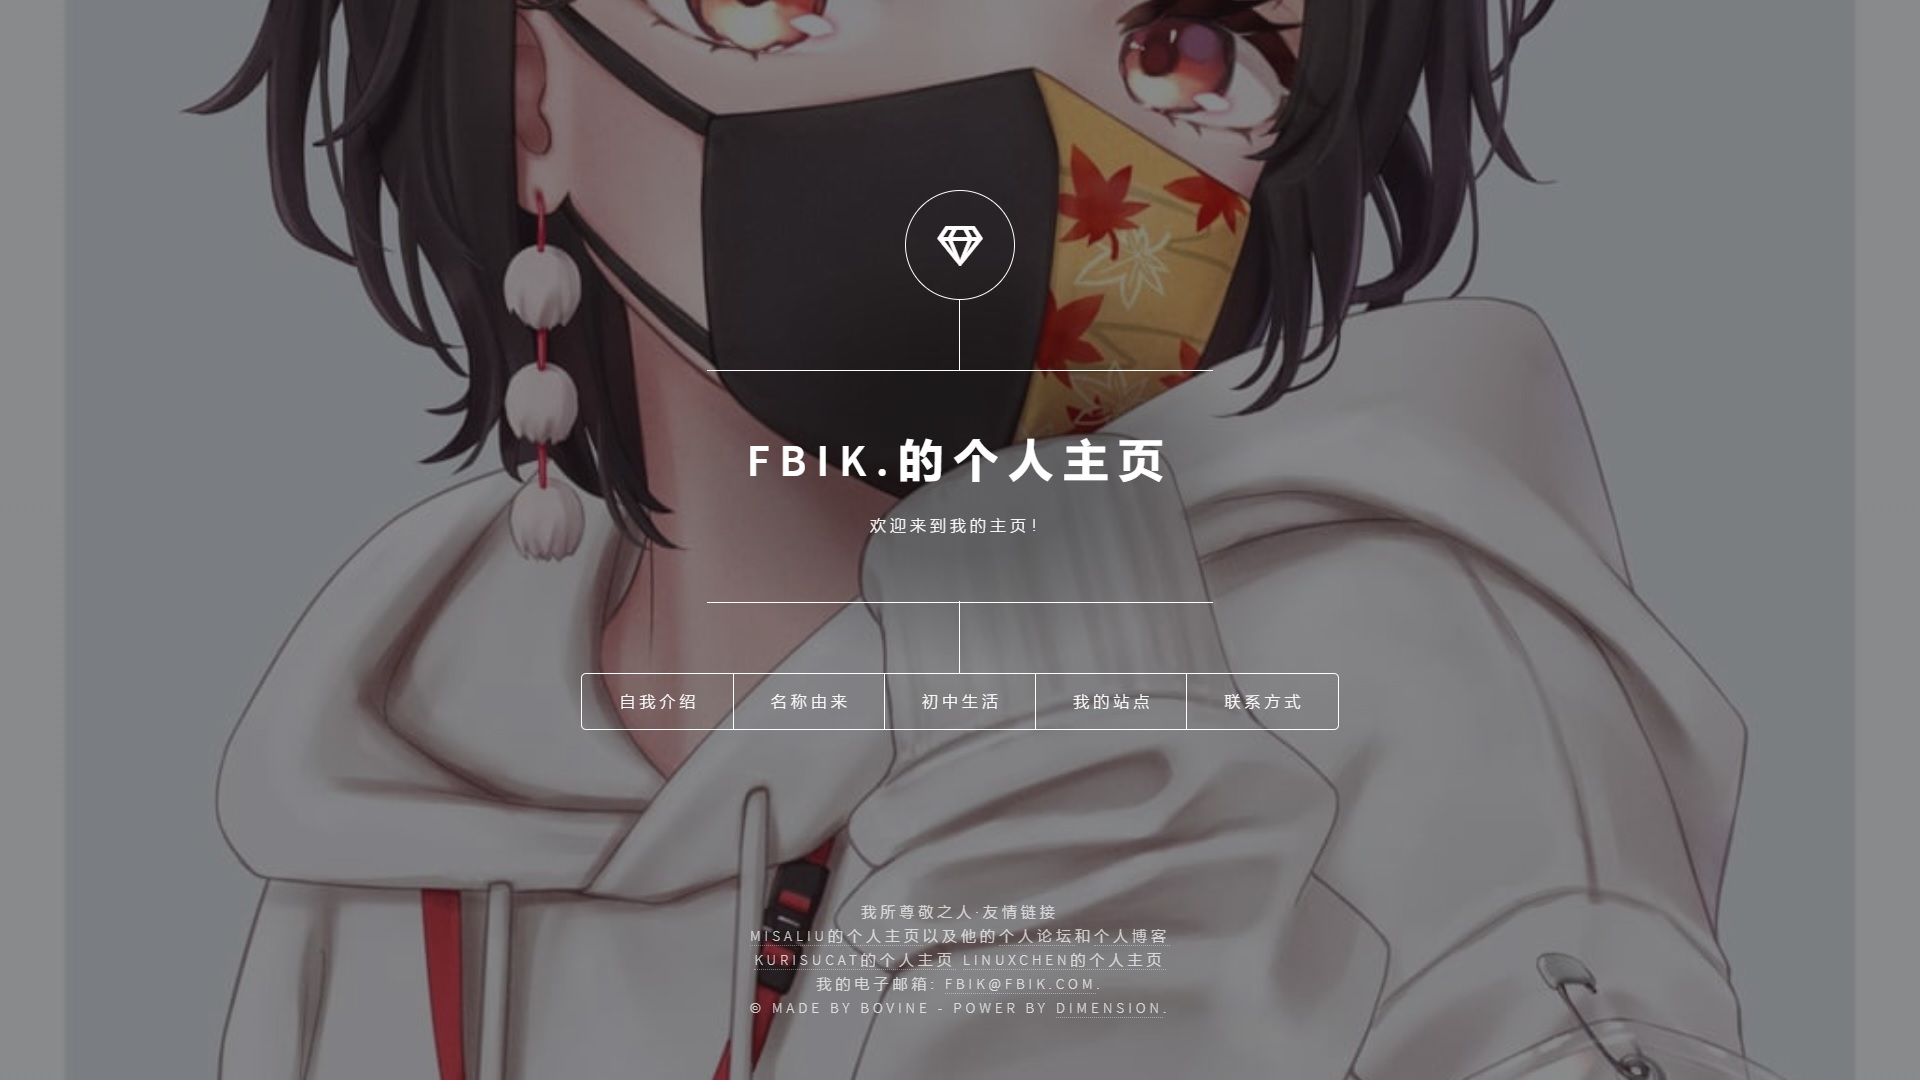 FBIK.的个人主页
欢迎来到我的主页!
自我介绍
名称由来
初中生活
我的站点
联系方式
我所尊敬之人·友情链接
MISALIU的个人主页以及他的个人论坛和个人博客
KURISUCAT的个人主页 LINUXCHEN的个人主页
我的电子邮箱: FBIK@FBIK.COM.
© MADE BY BOVINE - POWER BY DIMENSION.